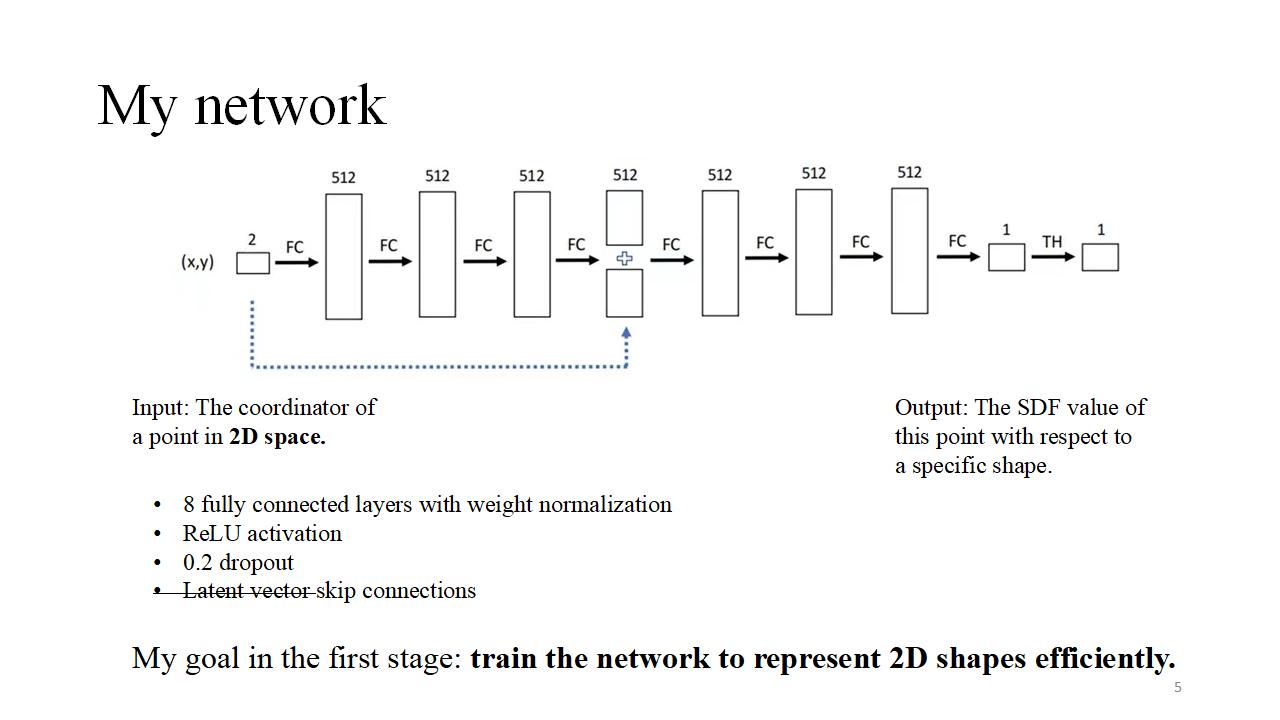 My network
512 512 512 512 512 512 512
(x,y) 2 FC FC FC FC FC FC FC FC 1 TH 1
Input: The coordinator of
a point in 2D space.
Output: The SDF value of
this point with respect to
a specific shape.
• 8 fully connected layers with weight normalization
• ReLU activation
• 0.2 dropout
• Latent vector skip connections
My goal in the first stage: train the network to represent 2D shapes efficiently.
5